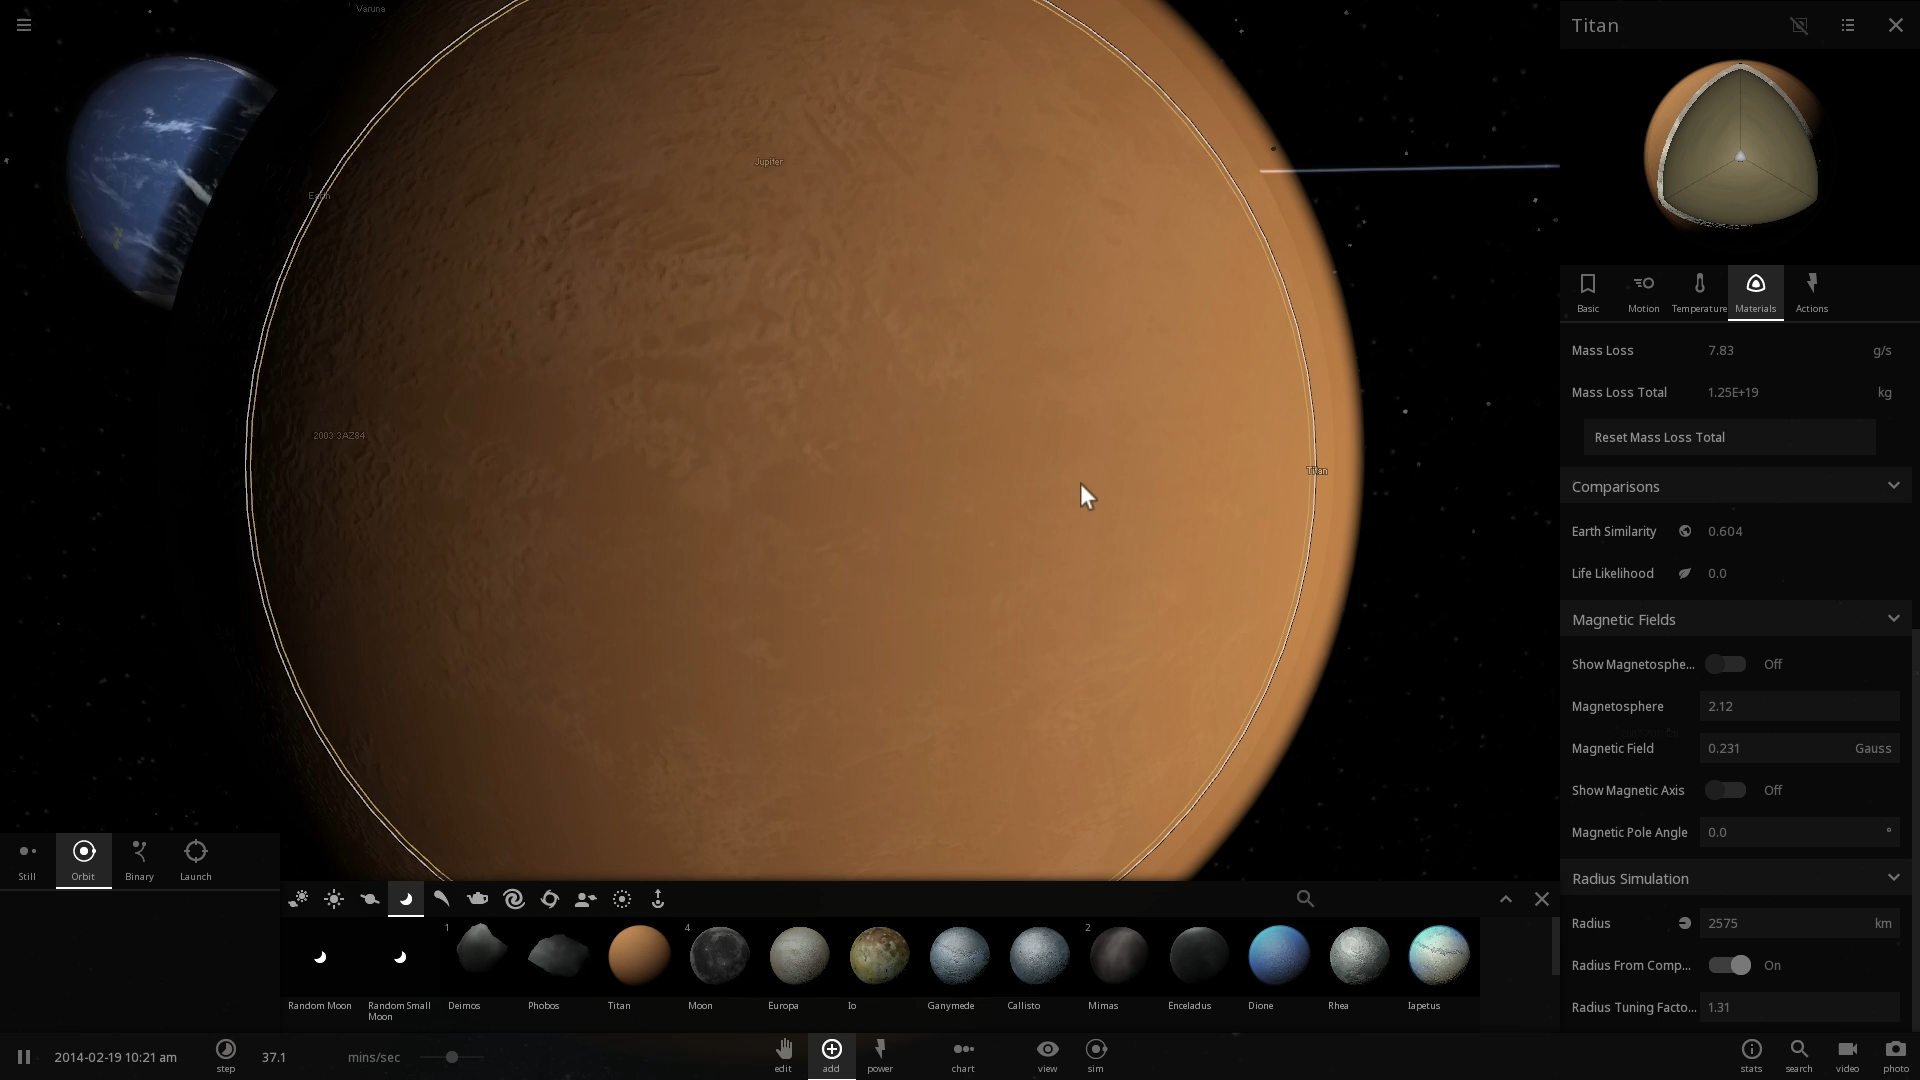 Varuna
Titan
Jupiter
Earth
2003 3AZ84
Titan
Basic
Motion
Temperature
Materials
Actions
Mass Loss 7.83 g/s
Mass Loss Total 1.25E+19 kg
Reset Mass Loss Total
Comparisons
Earth Similarity 0.604
Life Likelihood 0.0
Magnetic Fields
Show Magnetosphe... Off
Magnetosphere 2.12
Magnetic Field 0.231 Gauss
Show Magnetic Axis Off
Magnetic Pole Angle 0.0 °
Radius Simulation
Radius 2575 km
Radius From Comp... On
Radius Tuning Facto... 1.31
Still
Orbit
Binary
Launch
1
4
2
Random Moon
Random Small
Moon
Deimos
Phobos
Titan
Moon
Europa
Io
Ganymede
Callisto
Mimas
Enceladus
Dione
Rhea
Iapetus
2014-02-19 10:21 am
step
37.1 mins/sec
edit
add
power
chart
view
sim
stats
search
video
photo